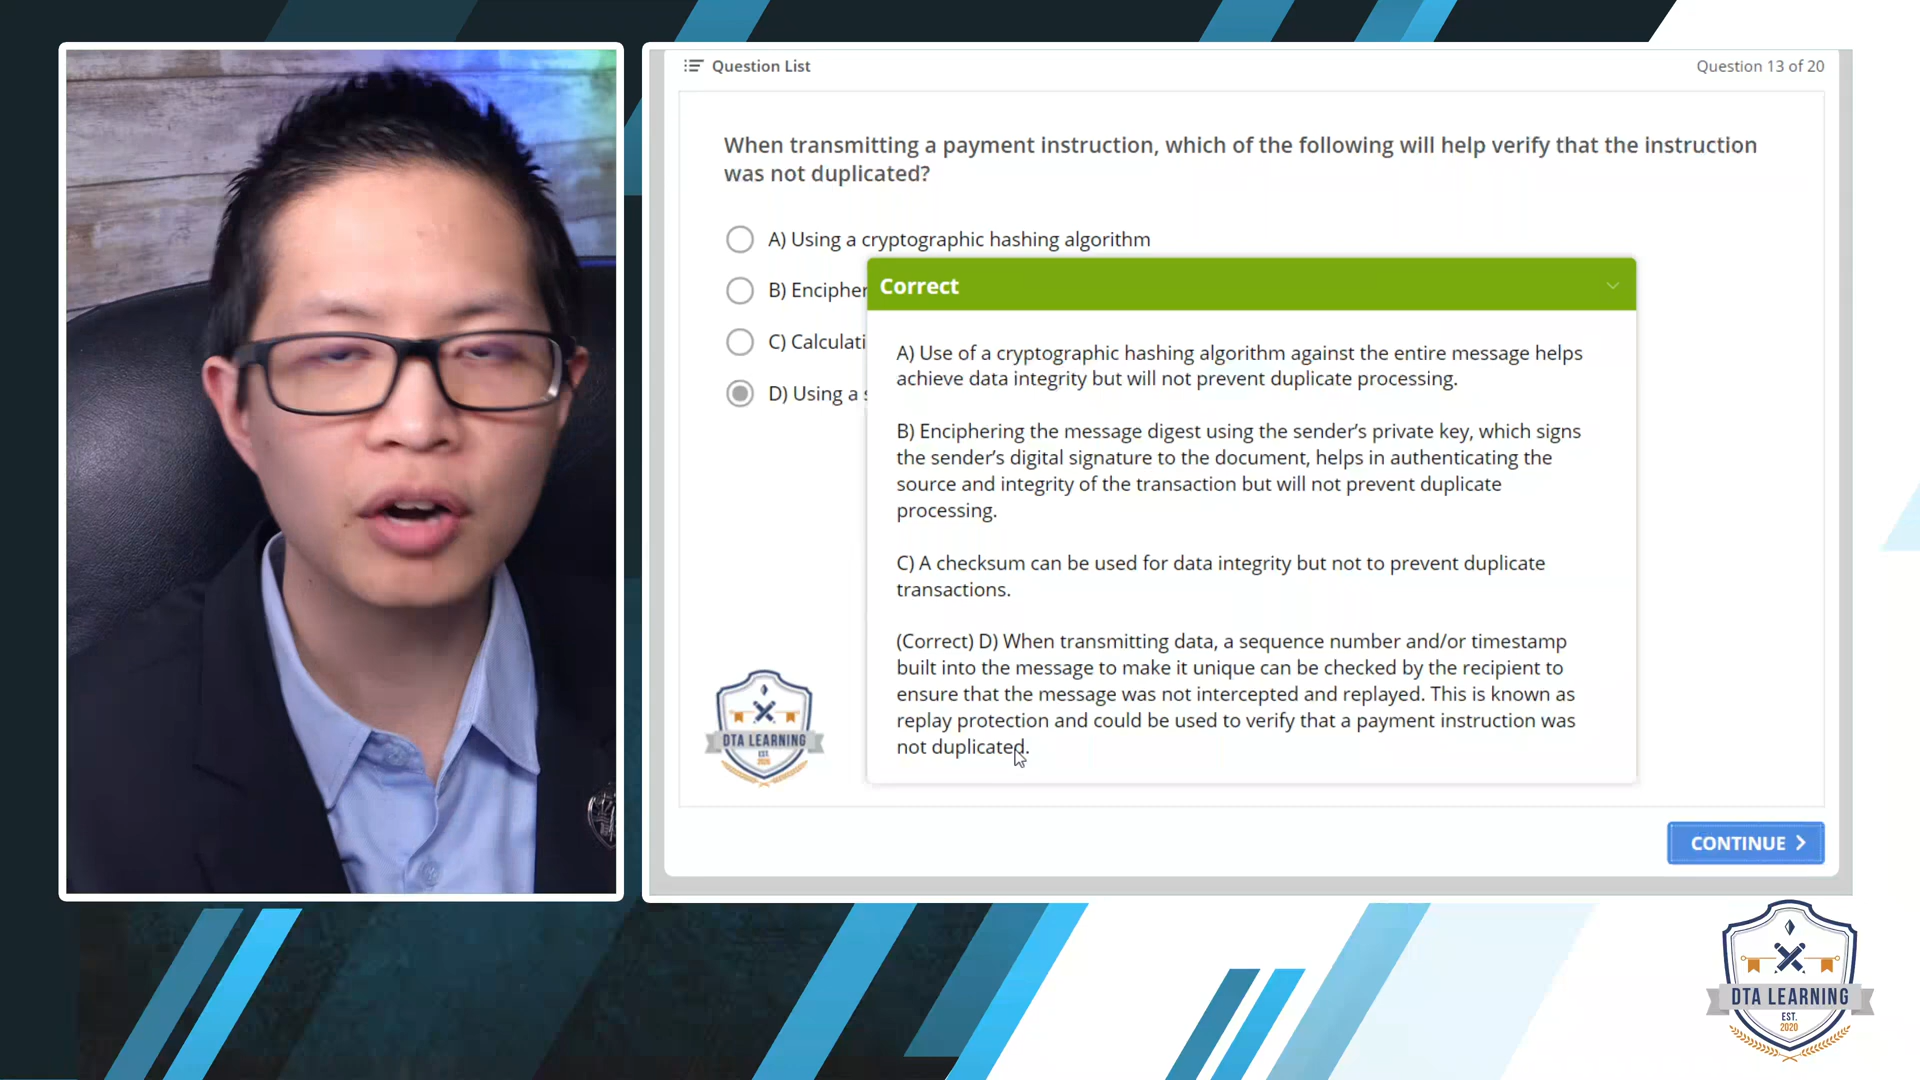 Question List
Question 13 of 20
When transmitting a payment instruction, which of the following will help verify that the instruction
was not duplicated?
A) Using a cryptographic hashing algorithm
B) Encipher
C) Calculati
D) Using a s
Correct
A) Use of a cryptographic hashing algorithm against the entire message helps
achieve data integrity but will not prevent duplicate processing.
B) Enciphering the message digest using the sender’s private key, which signs
the sender’s digital signature to the document, helps in authenticating the
source and integrity of the transaction but will not prevent duplicate
processing.
C) A checksum can be used for data integrity but not to prevent duplicate
transactions.
(Correct) D) When transmitting data, a sequence number and/or timestamp
built into the message to make it unique can be checked by the recipient to
ensure that the message was not intercepted and replayed. This is known as
replay protection and could be used to verify that a payment instruction was
not duplicated.
DTA LEARNING
EST.
2020
CONTINUE
DTA LEARNING
EST.
2020